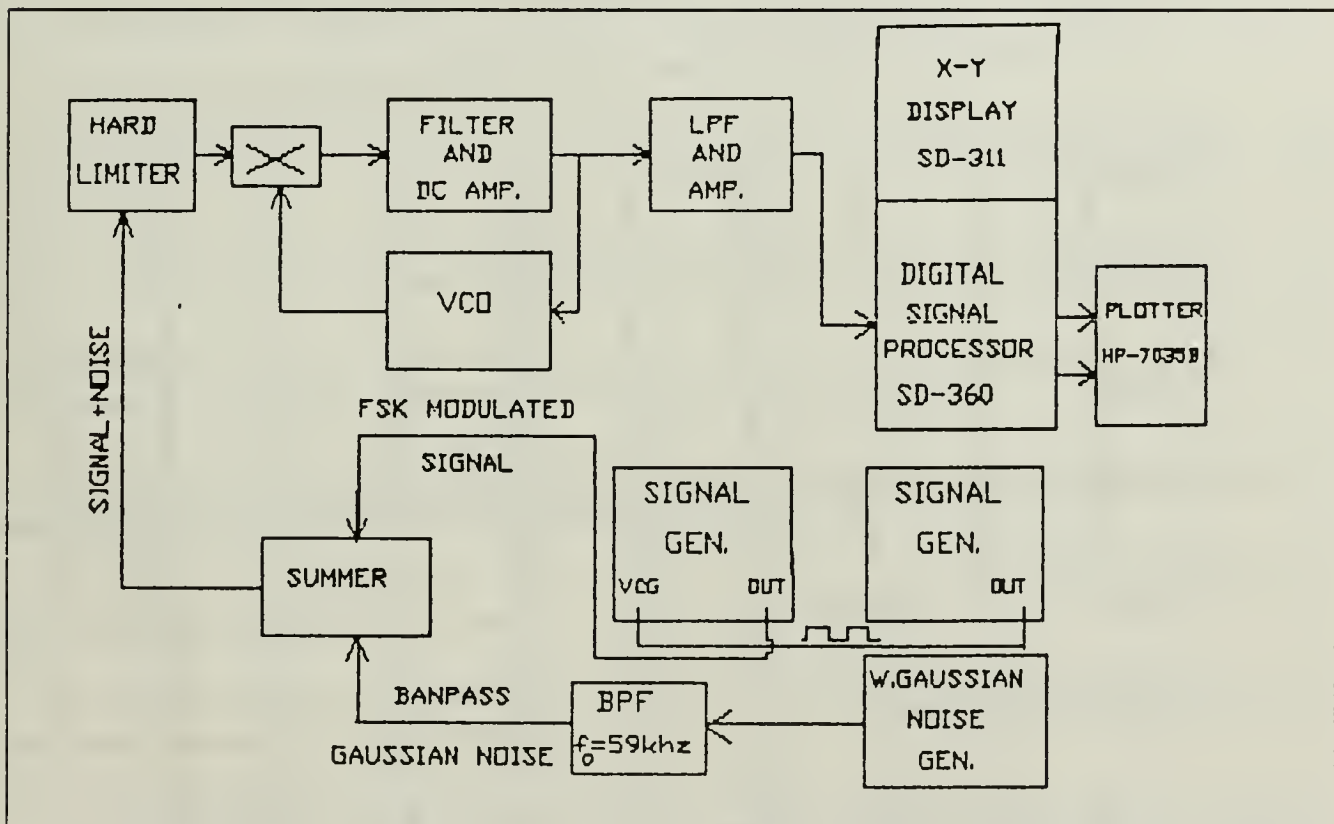 HARD
LIMITER
FILTER
AND
DC AMP.
LPF
AND
AMP.
X-Y
DISPLAY
SD-311
VCO
DIGITAL
SIGNAL
PROCESSOR
SD-360
PLOTTER
HP-7035B
SIGNAL+NOISE
FSK MODULATED
SIGNAL
SUMMER
SIGNAL
GEN.
VCG OUT
SIGNAL
GEN.
OUT
BANPASS
GAUSSIAN NOISE
BPF
fo=59khz
W.GAUSSIAN
NOISE
GEN.